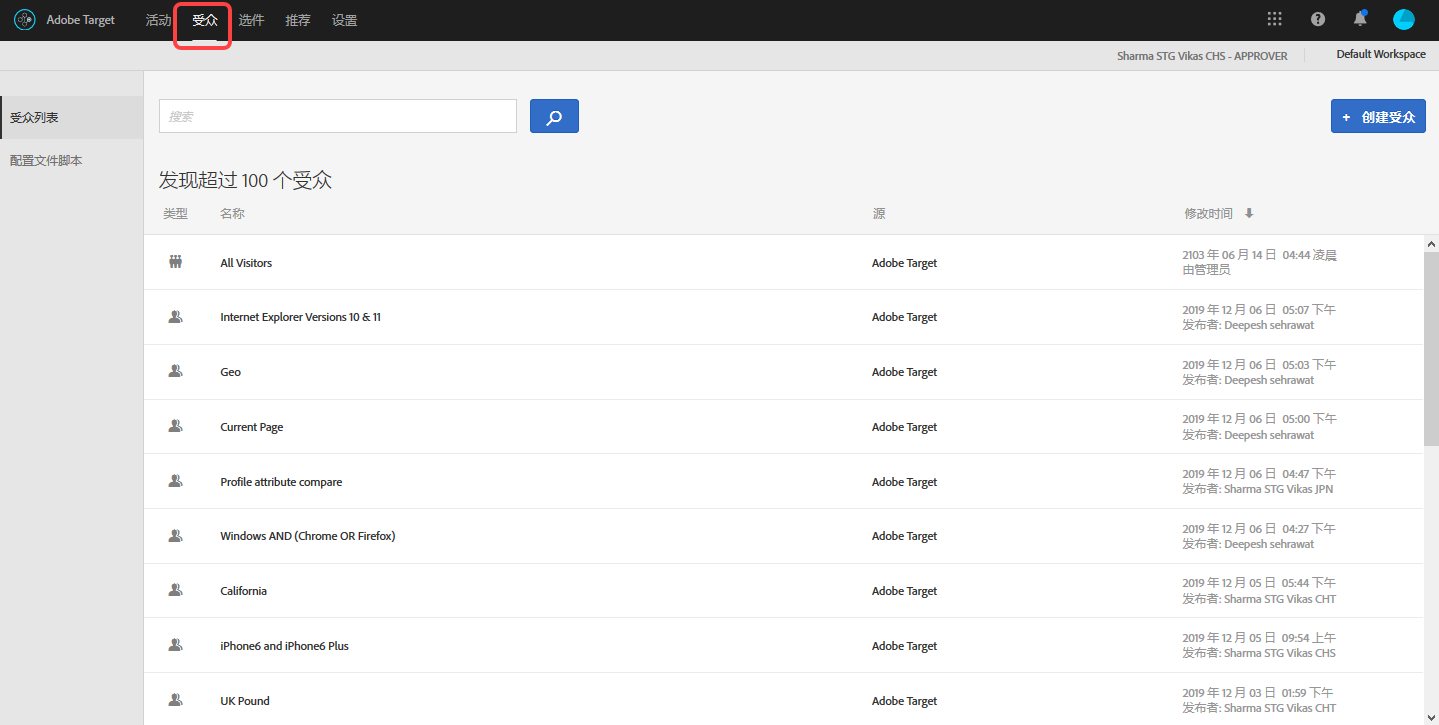 Adobe Target 活动 受众 选件 推荐 设置
Sharma STG Vikas CHS - APPROVER Default Workspace
受众列表
配置文件脚本
搜索
+ 创建受众
发现超过 100 个受众
类型 名称 源 修改时间
All Visitors Adobe Target 2103 年 06 月 14 日 04:44 凌晨
由管理员
Internet Explorer Versions 10 & 11 Adobe Target 2019 年 12 月 06 日 05:07 下午
发布者: Deepesh sehrawat
Geo Adobe Target 2019 年 12 月 06 日 05:03 下午
发布者: Deepesh sehrawat
Current Page Adobe Target 2019 年 12 月 06 日 05:00 下午
发布者: Deepesh sehrawat
Profile attribute compare Adobe Target 2019 年 12 月 06 日 04:47 下午
发布者: Sharma STG Vikas JPN
Windows AND (Chrome OR Firefox) Adobe Target 2019 年 12 月 06 日 04:27 下午
发布者: Deepesh sehrawat
California Adobe Target 2019 年 12 月 05 日 05:44 下午
发布者: Sharma STG Vikas CHT
iPhone6 and iPhone6 Plus Adobe Target 2019 年 12 月 05 日 09:54 上午
发布者: Sharma STG Vikas CHS
UK Pound Adobe Target 2019 年 12 月 03 日 01:59 下午
发布者: Sharma STG Vikas CHT